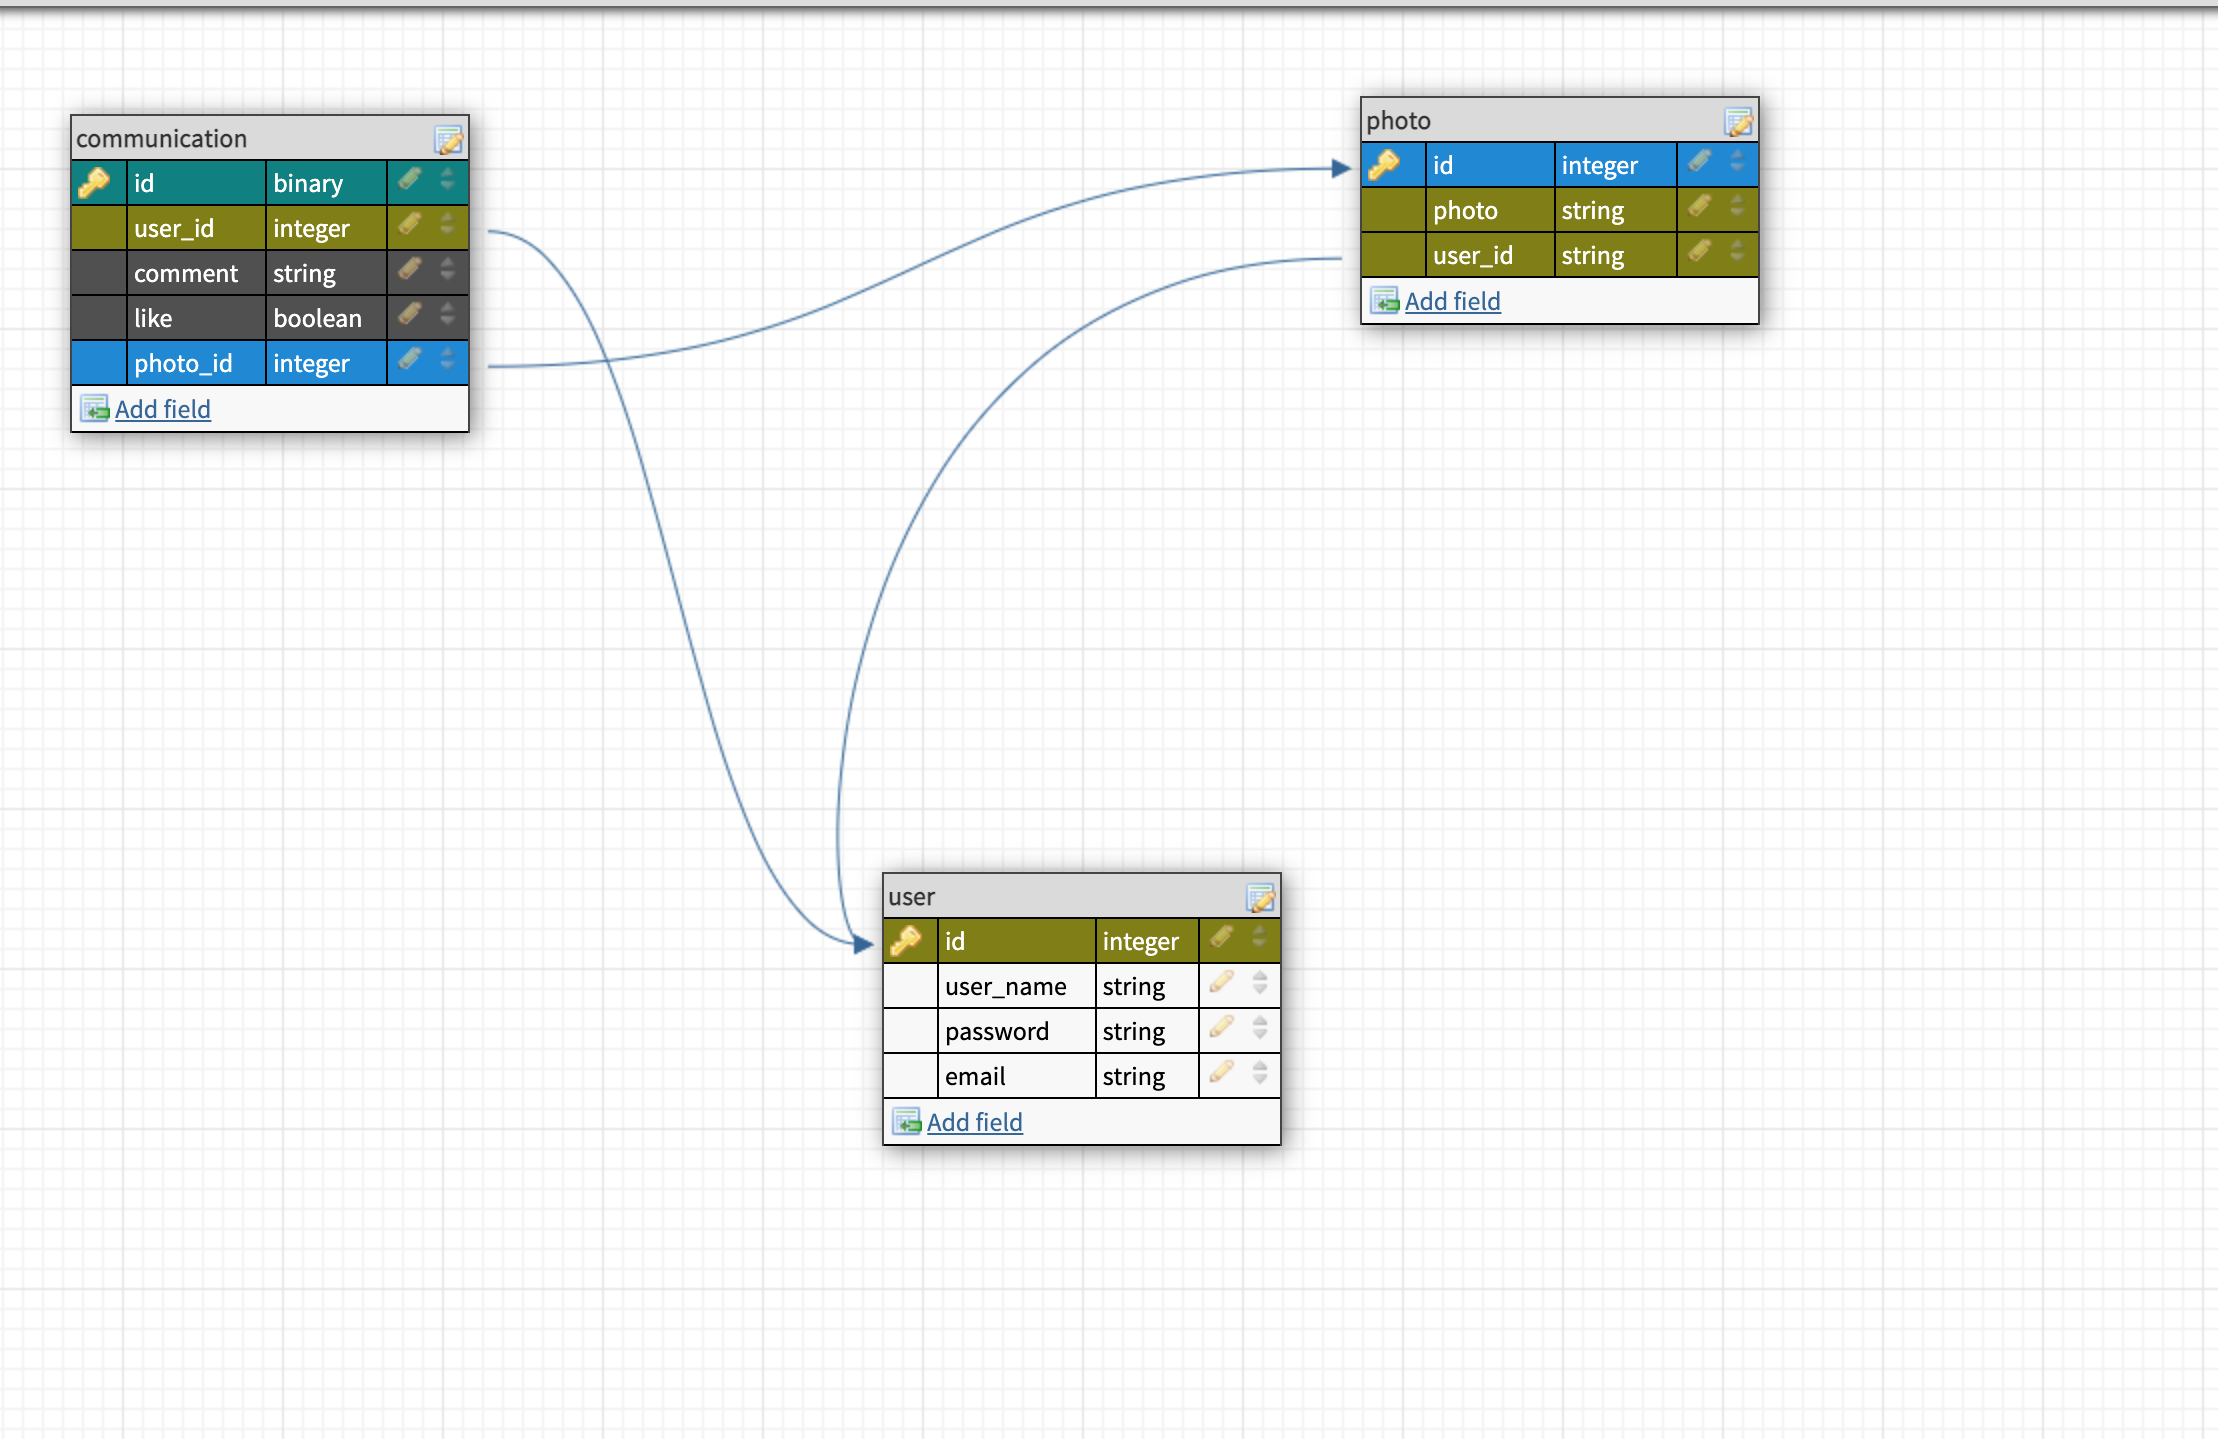 communication
id binary
user_id integer
comment string
like boolean
photo_id integer
Add field
photo
id integer
photo string
user_id string
Add field
user
id integer
user_name string
password string
email string
Add field